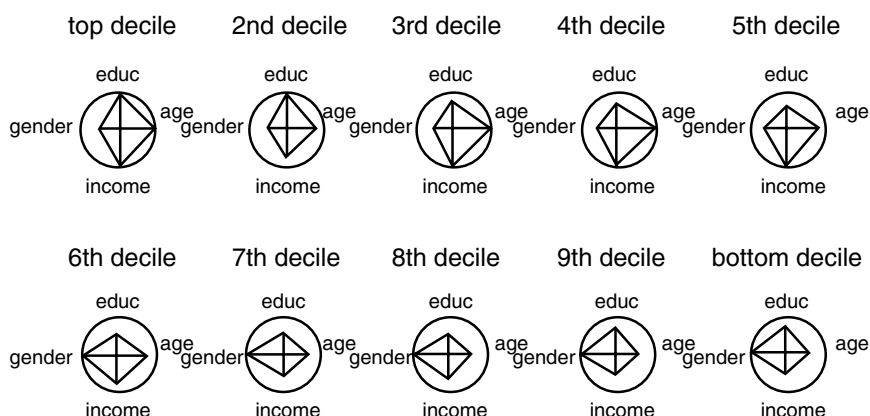 top decile 2nd decile 3rd decile 4th decile 5th decile
educ educ educ educ educ
gender age gender age gender age gender age gender age
income income income income income
6th decile 7th decile 8th decile 9th decile bottom decile
educ educ educ educ educ
gender age gender age gender age gender age gender age
income income income income income